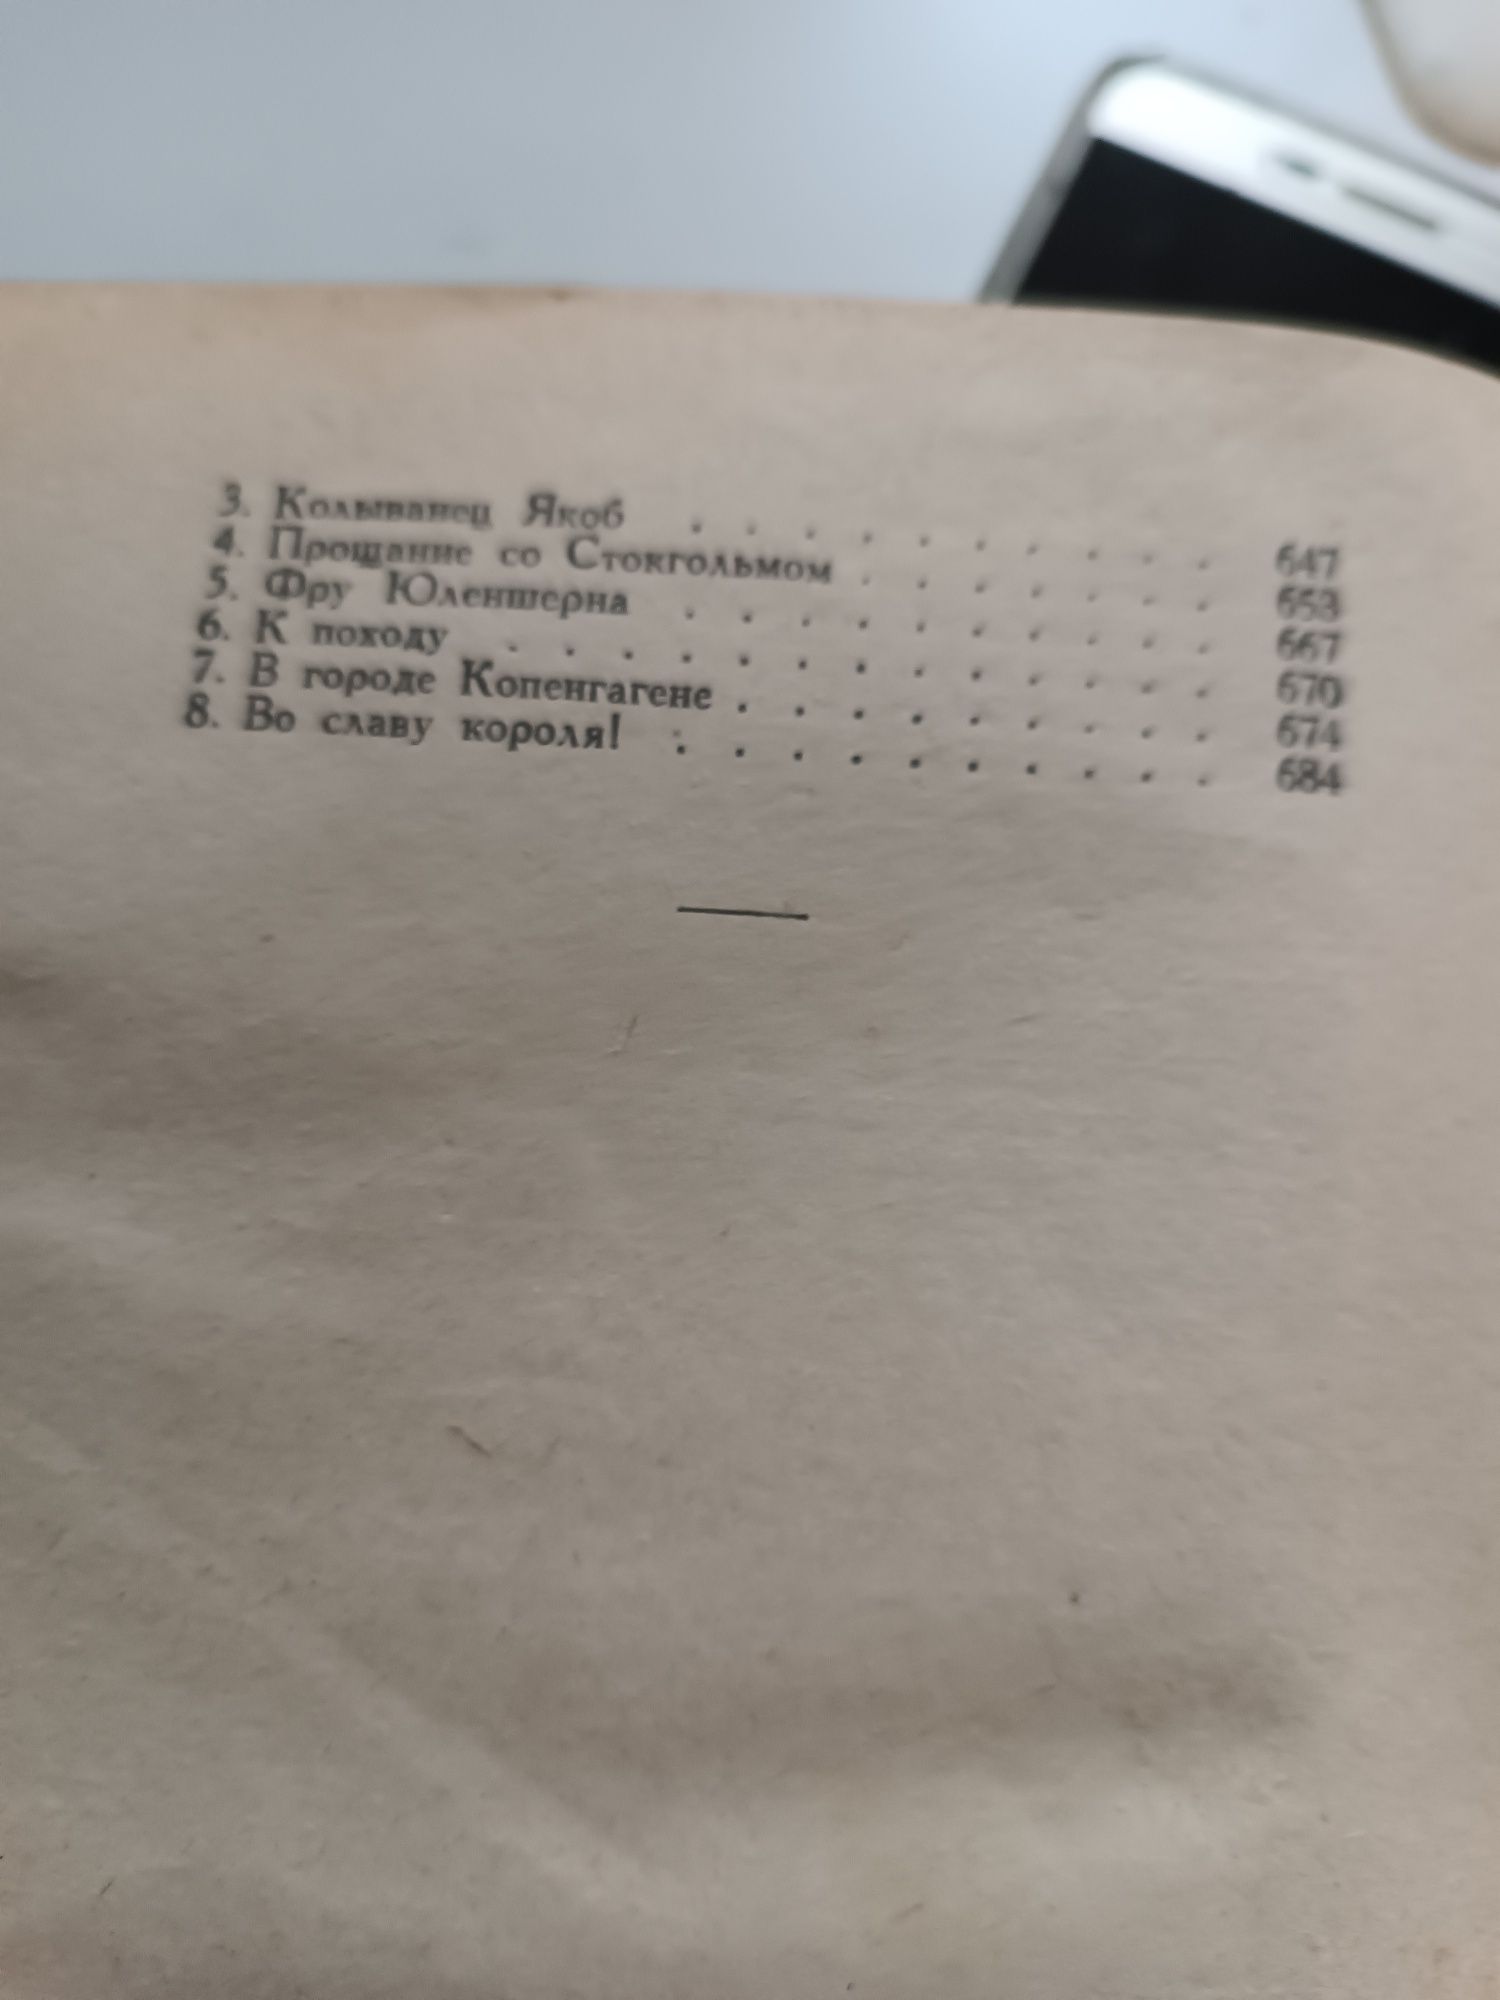 3. Колыванец Якоб . . . . . . . . . . 647
4. Прощание со Стокгольмом . . . . . . . 653
5. Фру Юленшерна . . . . . . . . . . 667
6. К походу . . . . . . . . . . . . . 670
7. В городе Копенгагене . . . . . . . . . 674
8. Во славу короля! . . . . . . . . . . 684